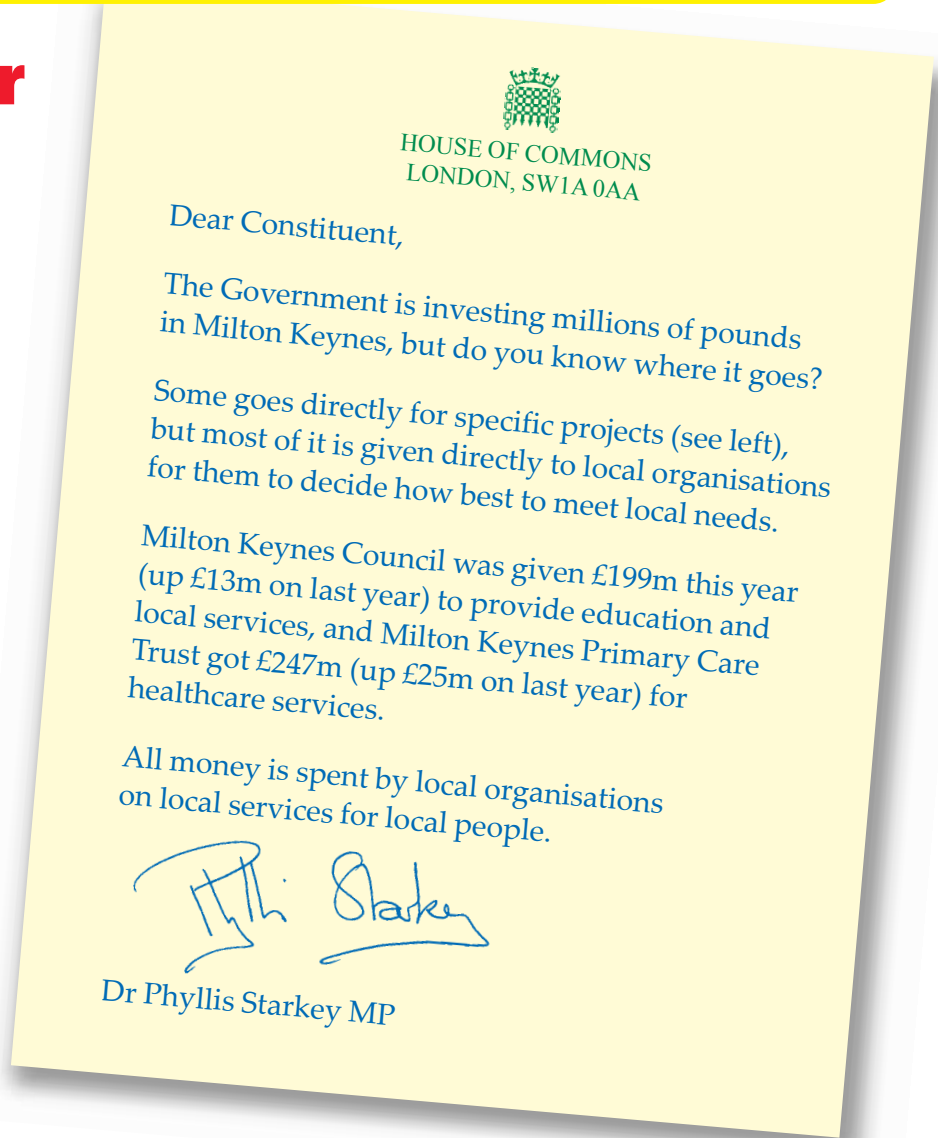 r
HOUSE OF COMMONS
LONDON, SW1A 0AA
Dear Constituent,
The Government is investing millions of pounds
in Milton Keynes, but do you know where it goes?
Some goes directly for specific projects (see left),
but most of it is given directly to local organisations
for them to decide how best to meet local needs.
Milton Keynes Council was given £199m this year
(up £13m on last year) to provide education and
local services, and Milton Keynes Primary Care
Trust got £247m (up £25m on last year) for
healthcare services.
All money is spent by local organisations
on local services for local people.
Phyllis Starkey
Dr Phyllis Starkey MP